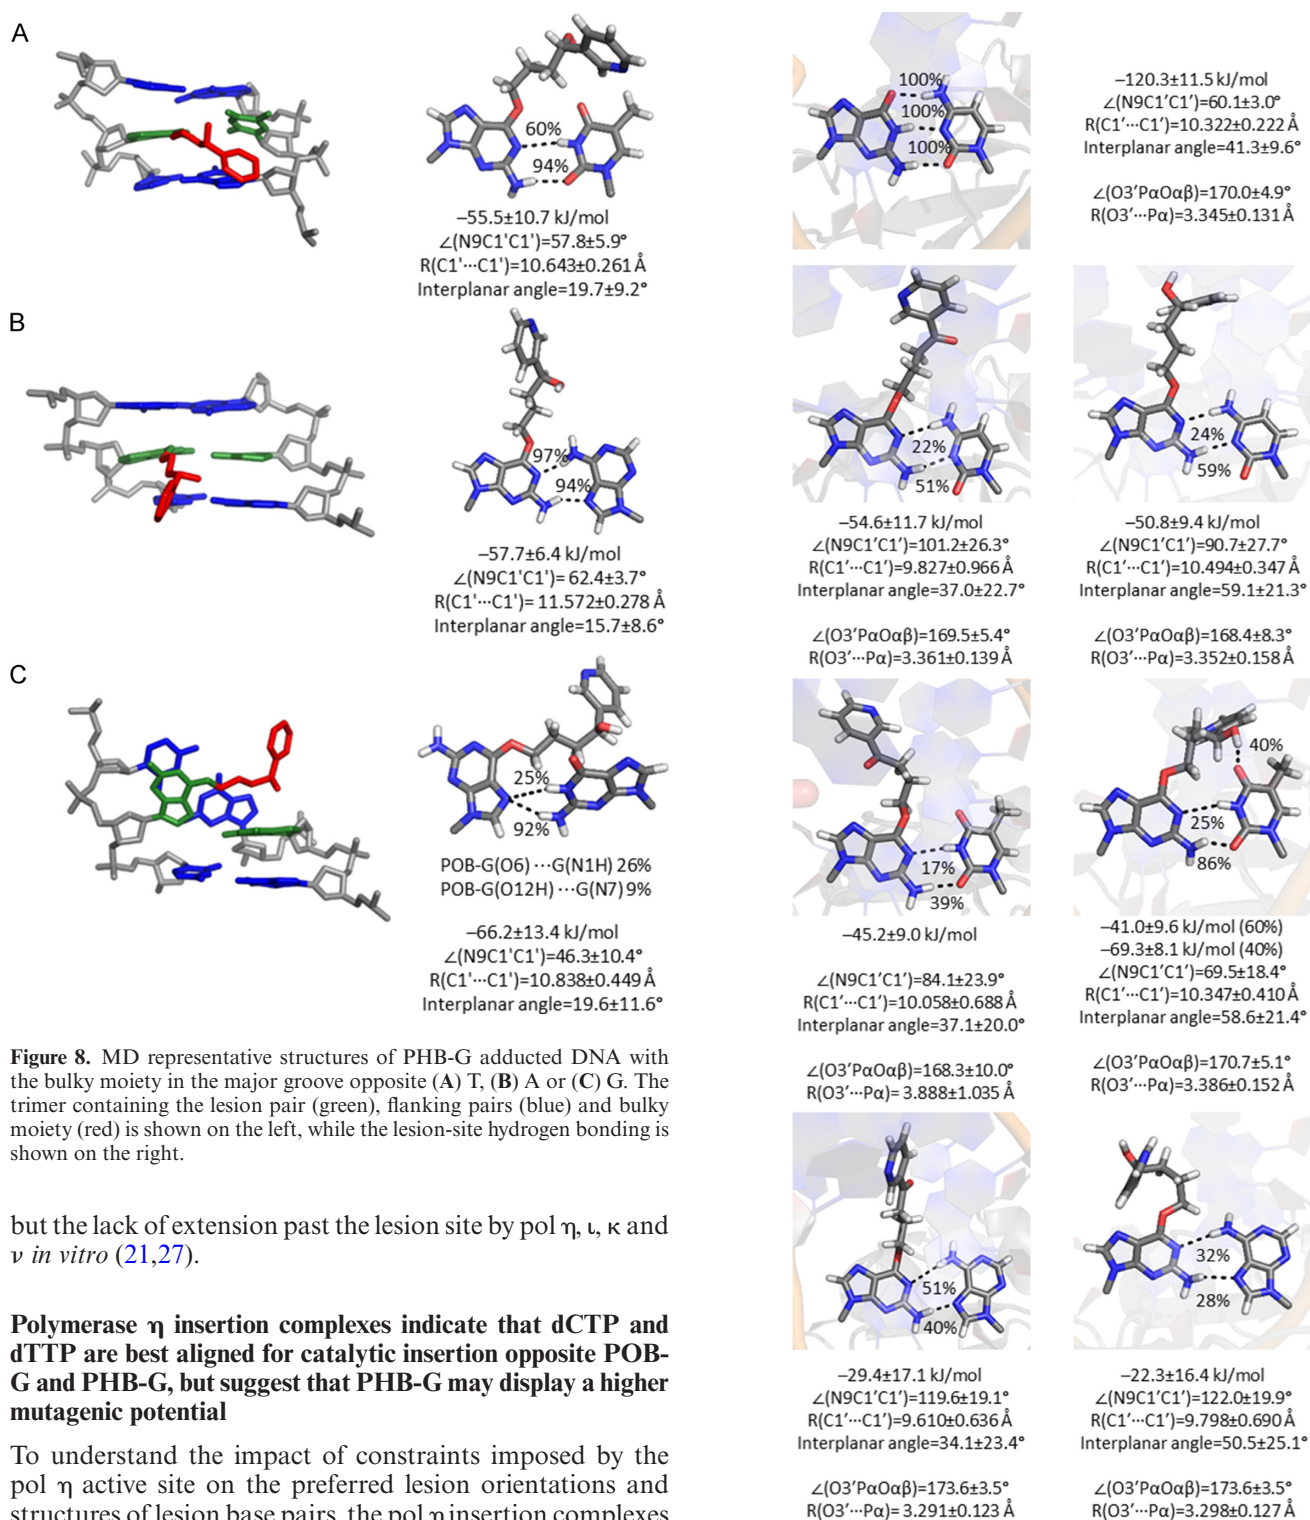 A
60%
94%
−55.5±10.7 kJ/mol
∠(N9C1'C1')=57.8±5.9°
R(C1'···C1')=10.643±0.261 Å
Interplanar angle=19.7±9.2°
B
97%
94%
−57.7±6.4 kJ/mol
∠(N9C1'C1')= 62.4±3.7°
R(C1'···C1')= 11.572±0.278 Å
Interplanar angle=15.7±8.6°
C
25%
92%
POB-G(O6) ···G(N1H) 26%
POB-G(O12H) ···G(N7) 9%
−66.2±13.4 kJ/mol
∠(N9C1'C1')=46.3±10.4°
R(C1'···C1')=10.838±0.449 Å
Interplanar angle=19.6±11.6°
Figure 8. MD representative structures of PHB-G adducted DNA with
the bulky moiety in the major groove opposite (A) T, (B) A or (C) G. The
trimer containing the lesion pair (green), flanking pairs (blue) and bulky
moiety (red) is shown on the left, while the lesion-site hydrogen bonding is
shown on the right.
but the lack of extension past the lesion site by pol η, ι, κ and
ν in vitro (21,27).
Polymerase η insertion complexes indicate that dCTP and
dTTP are best aligned for catalytic insertion opposite POB-
G and PHB-G, but suggest that PHB-G may display a higher
mutagenic potential
To understand the impact of constraints imposed by the
pol η active site on the preferred lesion orientations and
structures of lesion base pairs, the pol η insertion complexes
100%
100%
100%
−120.3±11.5 kJ/mol
∠(N9C1'C1')=60.1±3.0°
R(C1'···C1')=10.322±0.222 Å
Interplanar angle=41.3±9.6°
∠(O3'PαOαβ)=170.0±4.9°
R(O3'···Pα)=3.345±0.131 Å
22%
51%
−54.6±11.7 kJ/mol
∠(N9C1'C1')=101.2±26.3°
R(C1'···C1')=9.827±0.966 Å
Interplanar angle=37.0±22.7°
∠(O3'PαOαβ)=169.5±5.4°
R(O3'···Pα)=3.361±0.139 Å
24%
59%
−50.8±9.4 kJ/mol
∠(N9C1'C1')=90.7±27.7°
R(C1'···C1')=10.494±0.347 Å
Interplanar angle=59.1±21.3°
∠(O3'PαOαβ)=168.4±8.3°
R(O3'···Pα)=3.352±0.158 Å
17%
39%
−45.2±9.0 kJ/mol
∠(N9C1'C1')=84.1±23.9°
R(C1'···C1')=10.058±0.688 Å
Interplanar angle=37.1±20.0°
∠(O3'PαOαβ)=168.3±10.0°
R(O3'···Pα)= 3.888±1.035 Å
40%
25%
86%
−41.0±9.6 kJ/mol (60%)
−69.3±8.1 kJ/mol (40%)
∠(N9C1'C1')=69.5±18.4°
R(C1'···C1')=10.347±0.410 Å
Interplanar angle=58.6±21.4°
∠(O3'PαOαβ)=170.7±5.1°
R(O3'···Pα)=3.386±0.152 Å
51%
40%
−29.4±17.1 kJ/mol
∠(N9C1'C1')=119.6±19.1°
R(C1'···C1')=9.610±0.636 Å
Interplanar angle=34.1±23.4°
∠(O3'PαOαβ)=173.6±3.5°
R(O3'···Pα)=3.291±0.123 Å
32%
28%
−22.3±16.4 kJ/mol
∠(N9C1'C1')=122.0±19.9°
R(C1'···C1')=9.798±0.690 Å
Interplanar angle=50.5±25.1°
∠(O3'PαOαβ)=173.6±3.5°
R(O3'···Pα)=3.298±0.127 Å